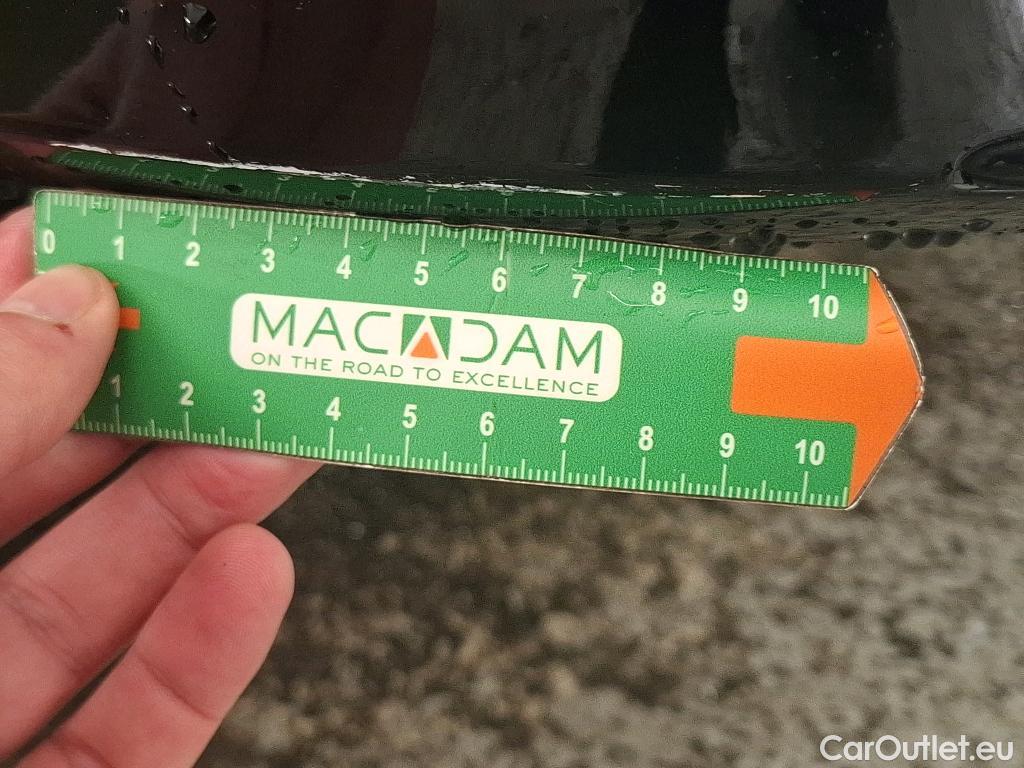 0 1 2 3 4 5 6 7 8 9 10
MACADAM
ON THE ROAD TO EXCELLENCE
1 2 3 4 5 6 7 8 9 10
CarOutlet.eu